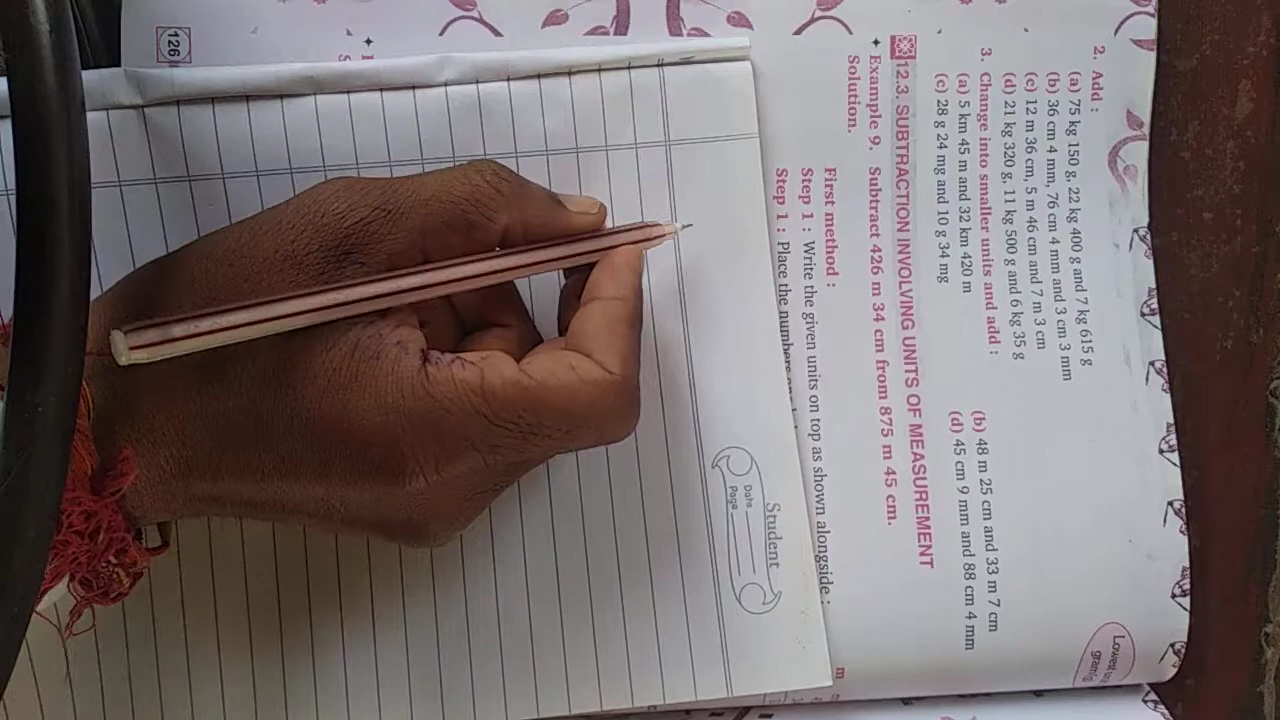 2. Add :
(a) 75 kg 150 g, 22 kg 400 g and 7 kg 615 g
(b) 36 cm 4 mm, 76 cm 4 mm and 3 cm 3 mm
(c) 12 m 36 cm, 5 m 46 cm and 7 m 3 cm
(d) 21 kg 320 g, 11 kg 500 g and 6 kg 35 g
3. Change into smaller units and add :
(a) 5 km 45 m and 32 km 420 m
(b) 48 m 25 cm and 33 m 7 cm
(c) 28 g 24 mg and 10 g 34 mg
(d) 45 cm 9 mm and 88 cm 4 mm
12.3. SUBTRACTION INVOLVING UNITS OF MEASUREMENT
Example 9. Subtract 426 m 34 cm from 875 m 45 cm.
Solution.
First method :
Step 1 : Write the given units on top as shown alongside :
Step 1 : Place the numbers
m
Lowest
Student
Date
Page
126